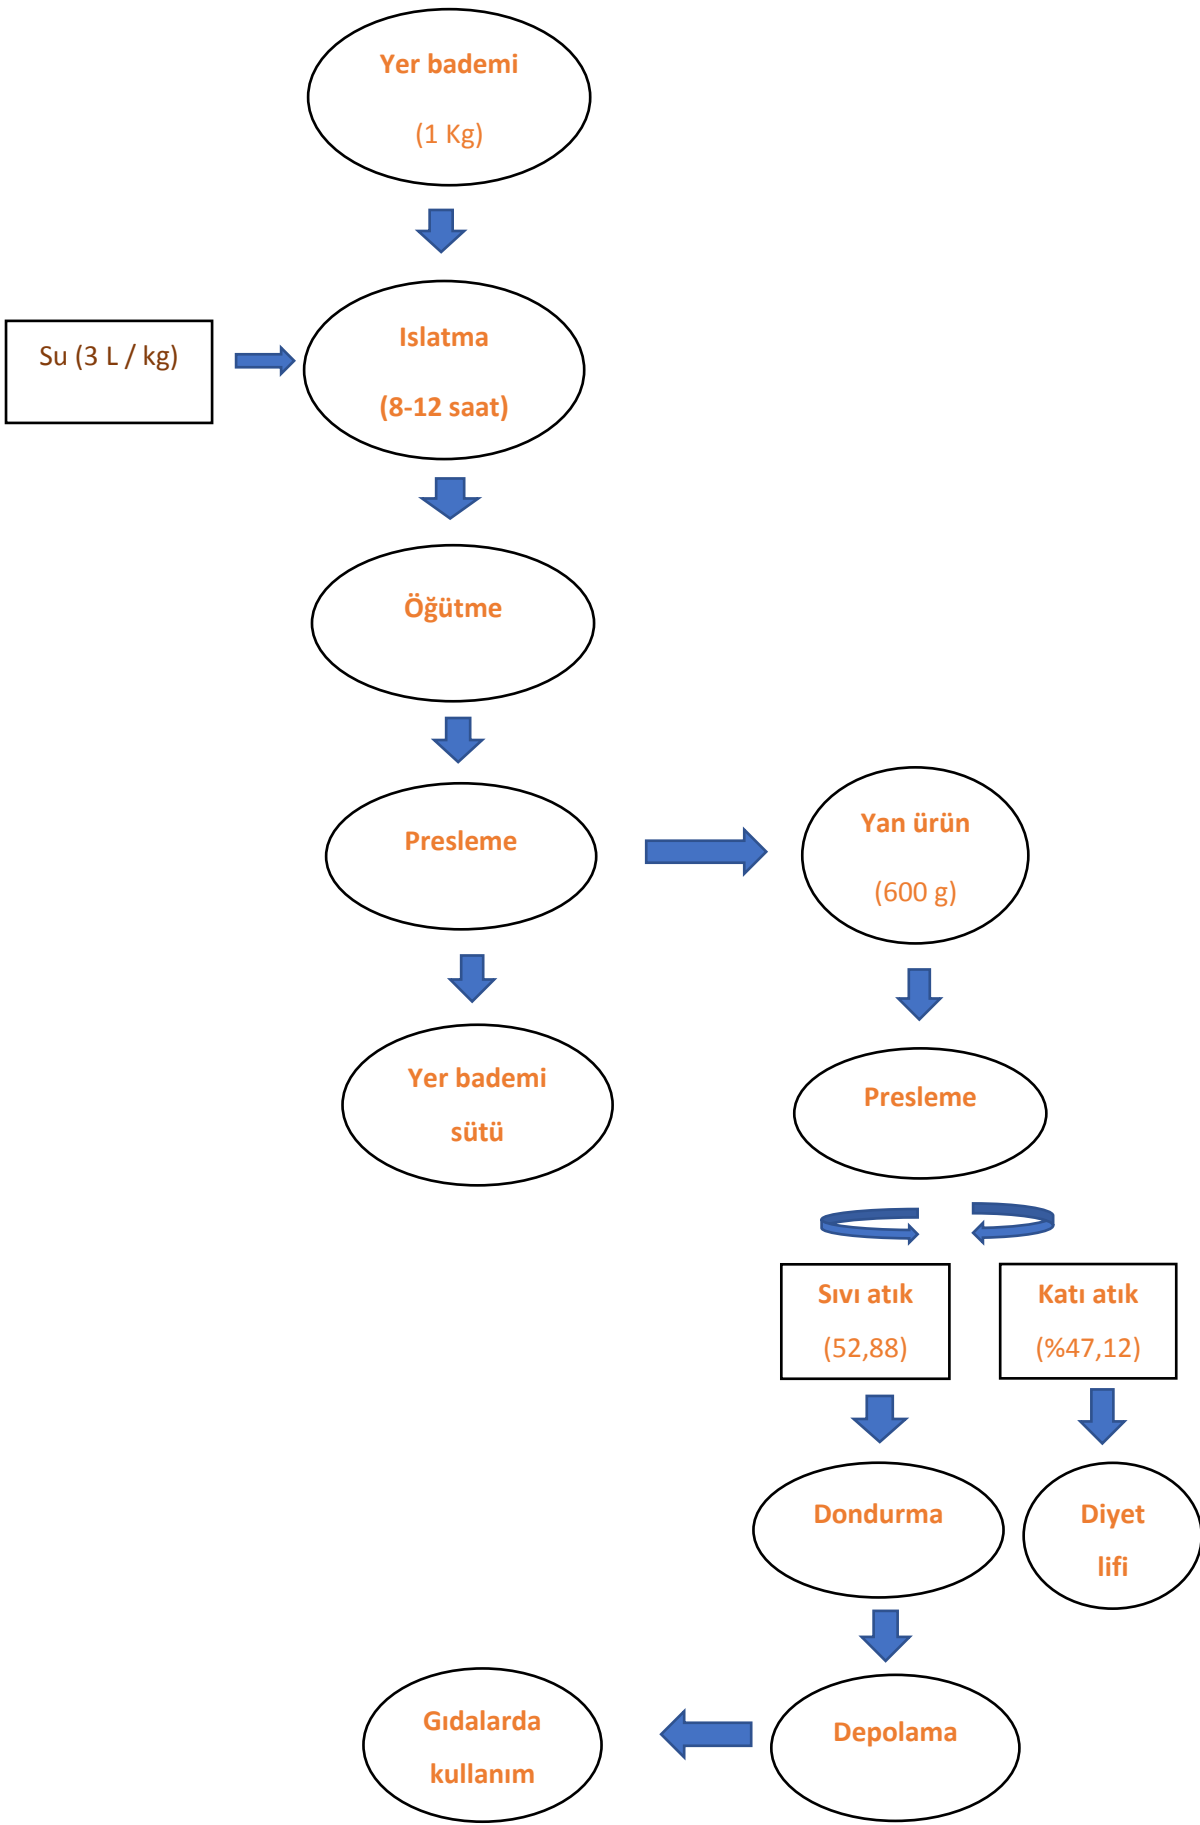 Yer bademi
(1 Kg)
Su (3 L / kg)
Islatma
(8-12 saat)
Öğütme
Presleme
Yan ürün
(600 g)
Yer bademi
sütü
Presleme
Sıvı atık
(52,88)
Katı atık
(%47,12)
Dondurma
Diyet
lifi
Depolama
Gıdalarda
kullanım